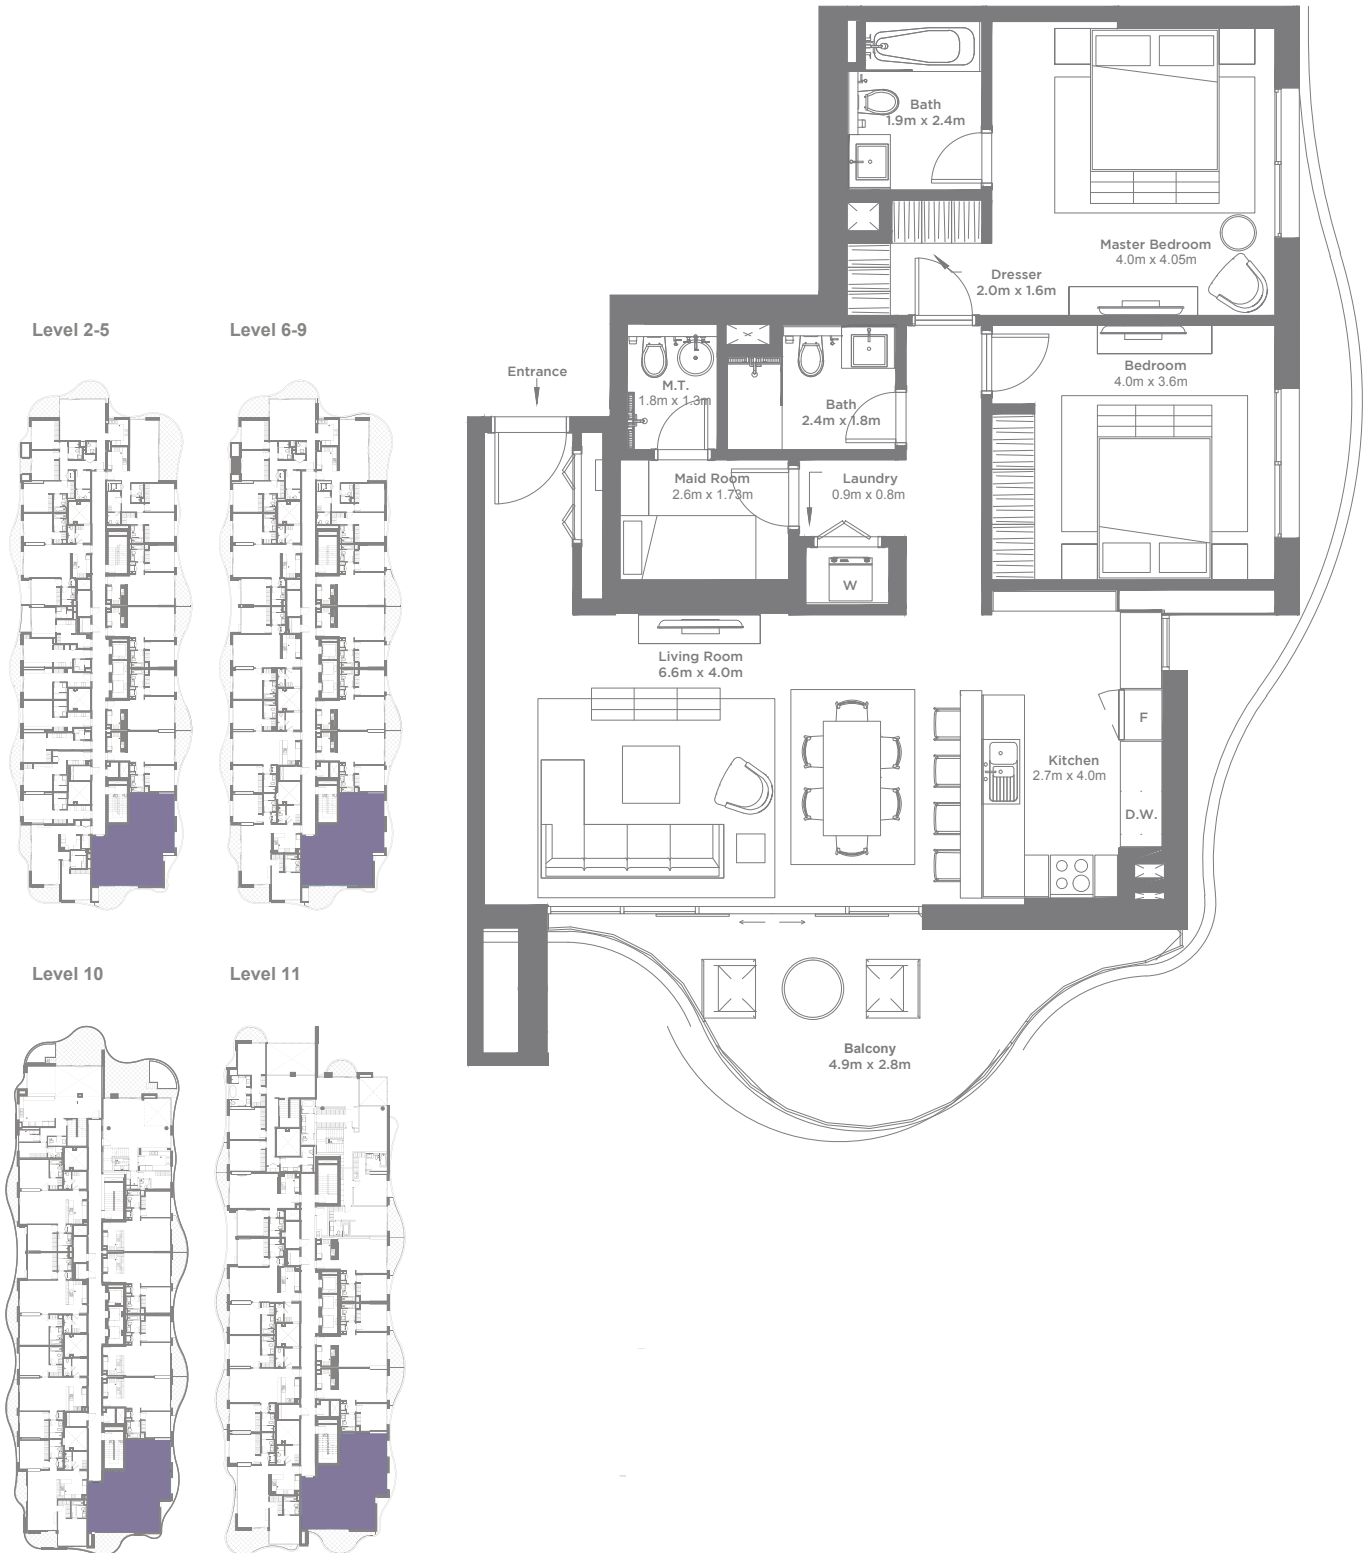 Bath
1.9m x 2.4m
Master Bedroom
4.0m x 4.05m
Dresser
2.0m x 1.6m
Level 2-5
Level 6-9
Entrance
M.T.
1.8m x 1.3m
Bath
2.4m x 1.8m
Bedroom
4.0m x 3.6m
Maid Room
2.6m x 1.73m
Laundry
0.9m x 0.8m
W
Living Room
6.6m x 4.0m
F
Kitchen
2.7m x 4.0m
D.W.
Level 10
Level 11
Balcony
4.9m x 2.8m